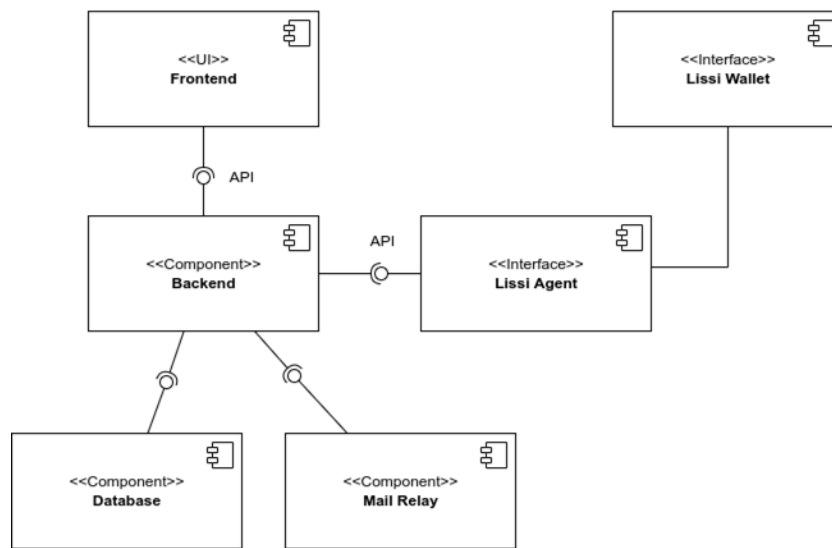 <<UI>>
Frontend
<<Interface>>
Lissi Wallet
API
<<Component>>
Backend
API
<<Interface>>
Lissi Agent
<<Component>>
Database
<<Component>>
Mail Relay